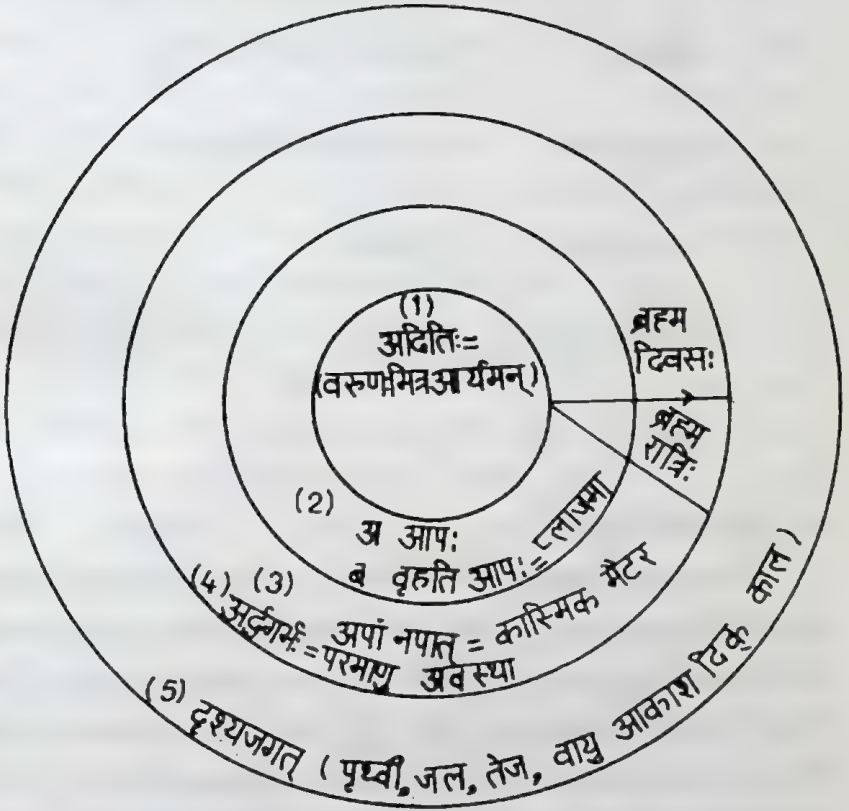 (1)
अदितिः=
(वरुणःमित्रःआर्यमन्)
ब्रह्म
दिवसः
ब्रह्म
रात्रिः
(2)
अ आपः
ब वृहति आपः = प्लाजमा
(3)
अपां नपात् = कास्मिक मैटर
(4) अर्द्धगर्भः = परमाणु अवस्था
(5) दृश्यजगत् ( पृथ्वी, जल, तेज, वायु आकाश दिक् काल )